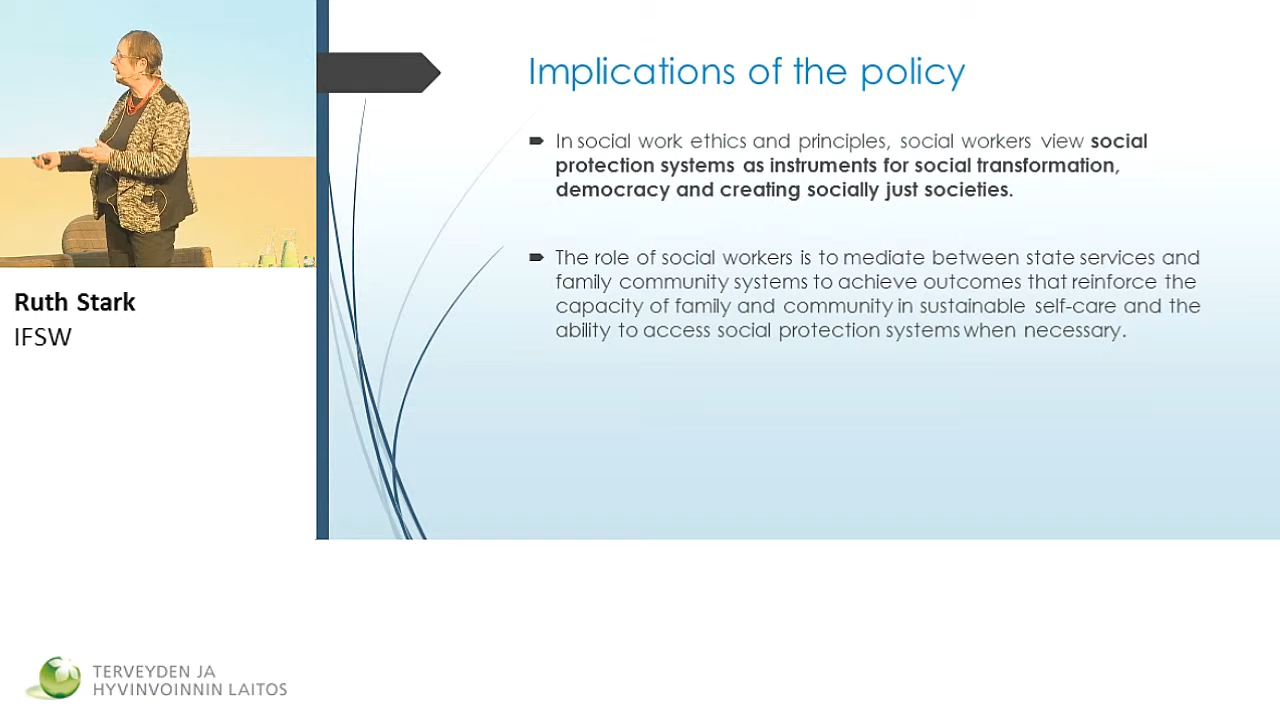 Implications of the policy
In social work ethics and principles, social workers view social
protection systems as instruments for social transformation,
democracy and creating socially just societies.
The role of social workers is to mediate between state services and
family community systems to achieve outcomes that reinforce the
capacity of family and community in sustainable self-care and the
ability to access social protection systems when necessary.
Ruth Stark
IFSW
TERVEYDEN JA
HYVINVOINNIN LAITOS